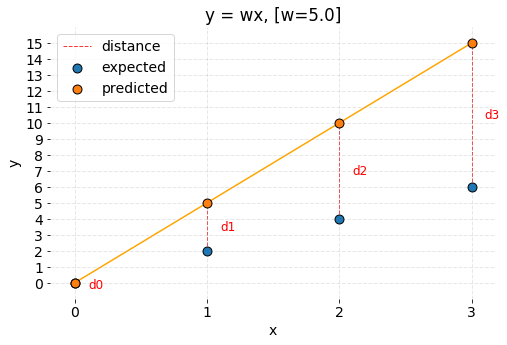 y = wx, [w=5.0]
distance
expected
predicted
15
14
13
12
11
10
9
8
7
6
5
4
3
2
1
0
y
d3
d2
d1
d0
0 1 2 3
x